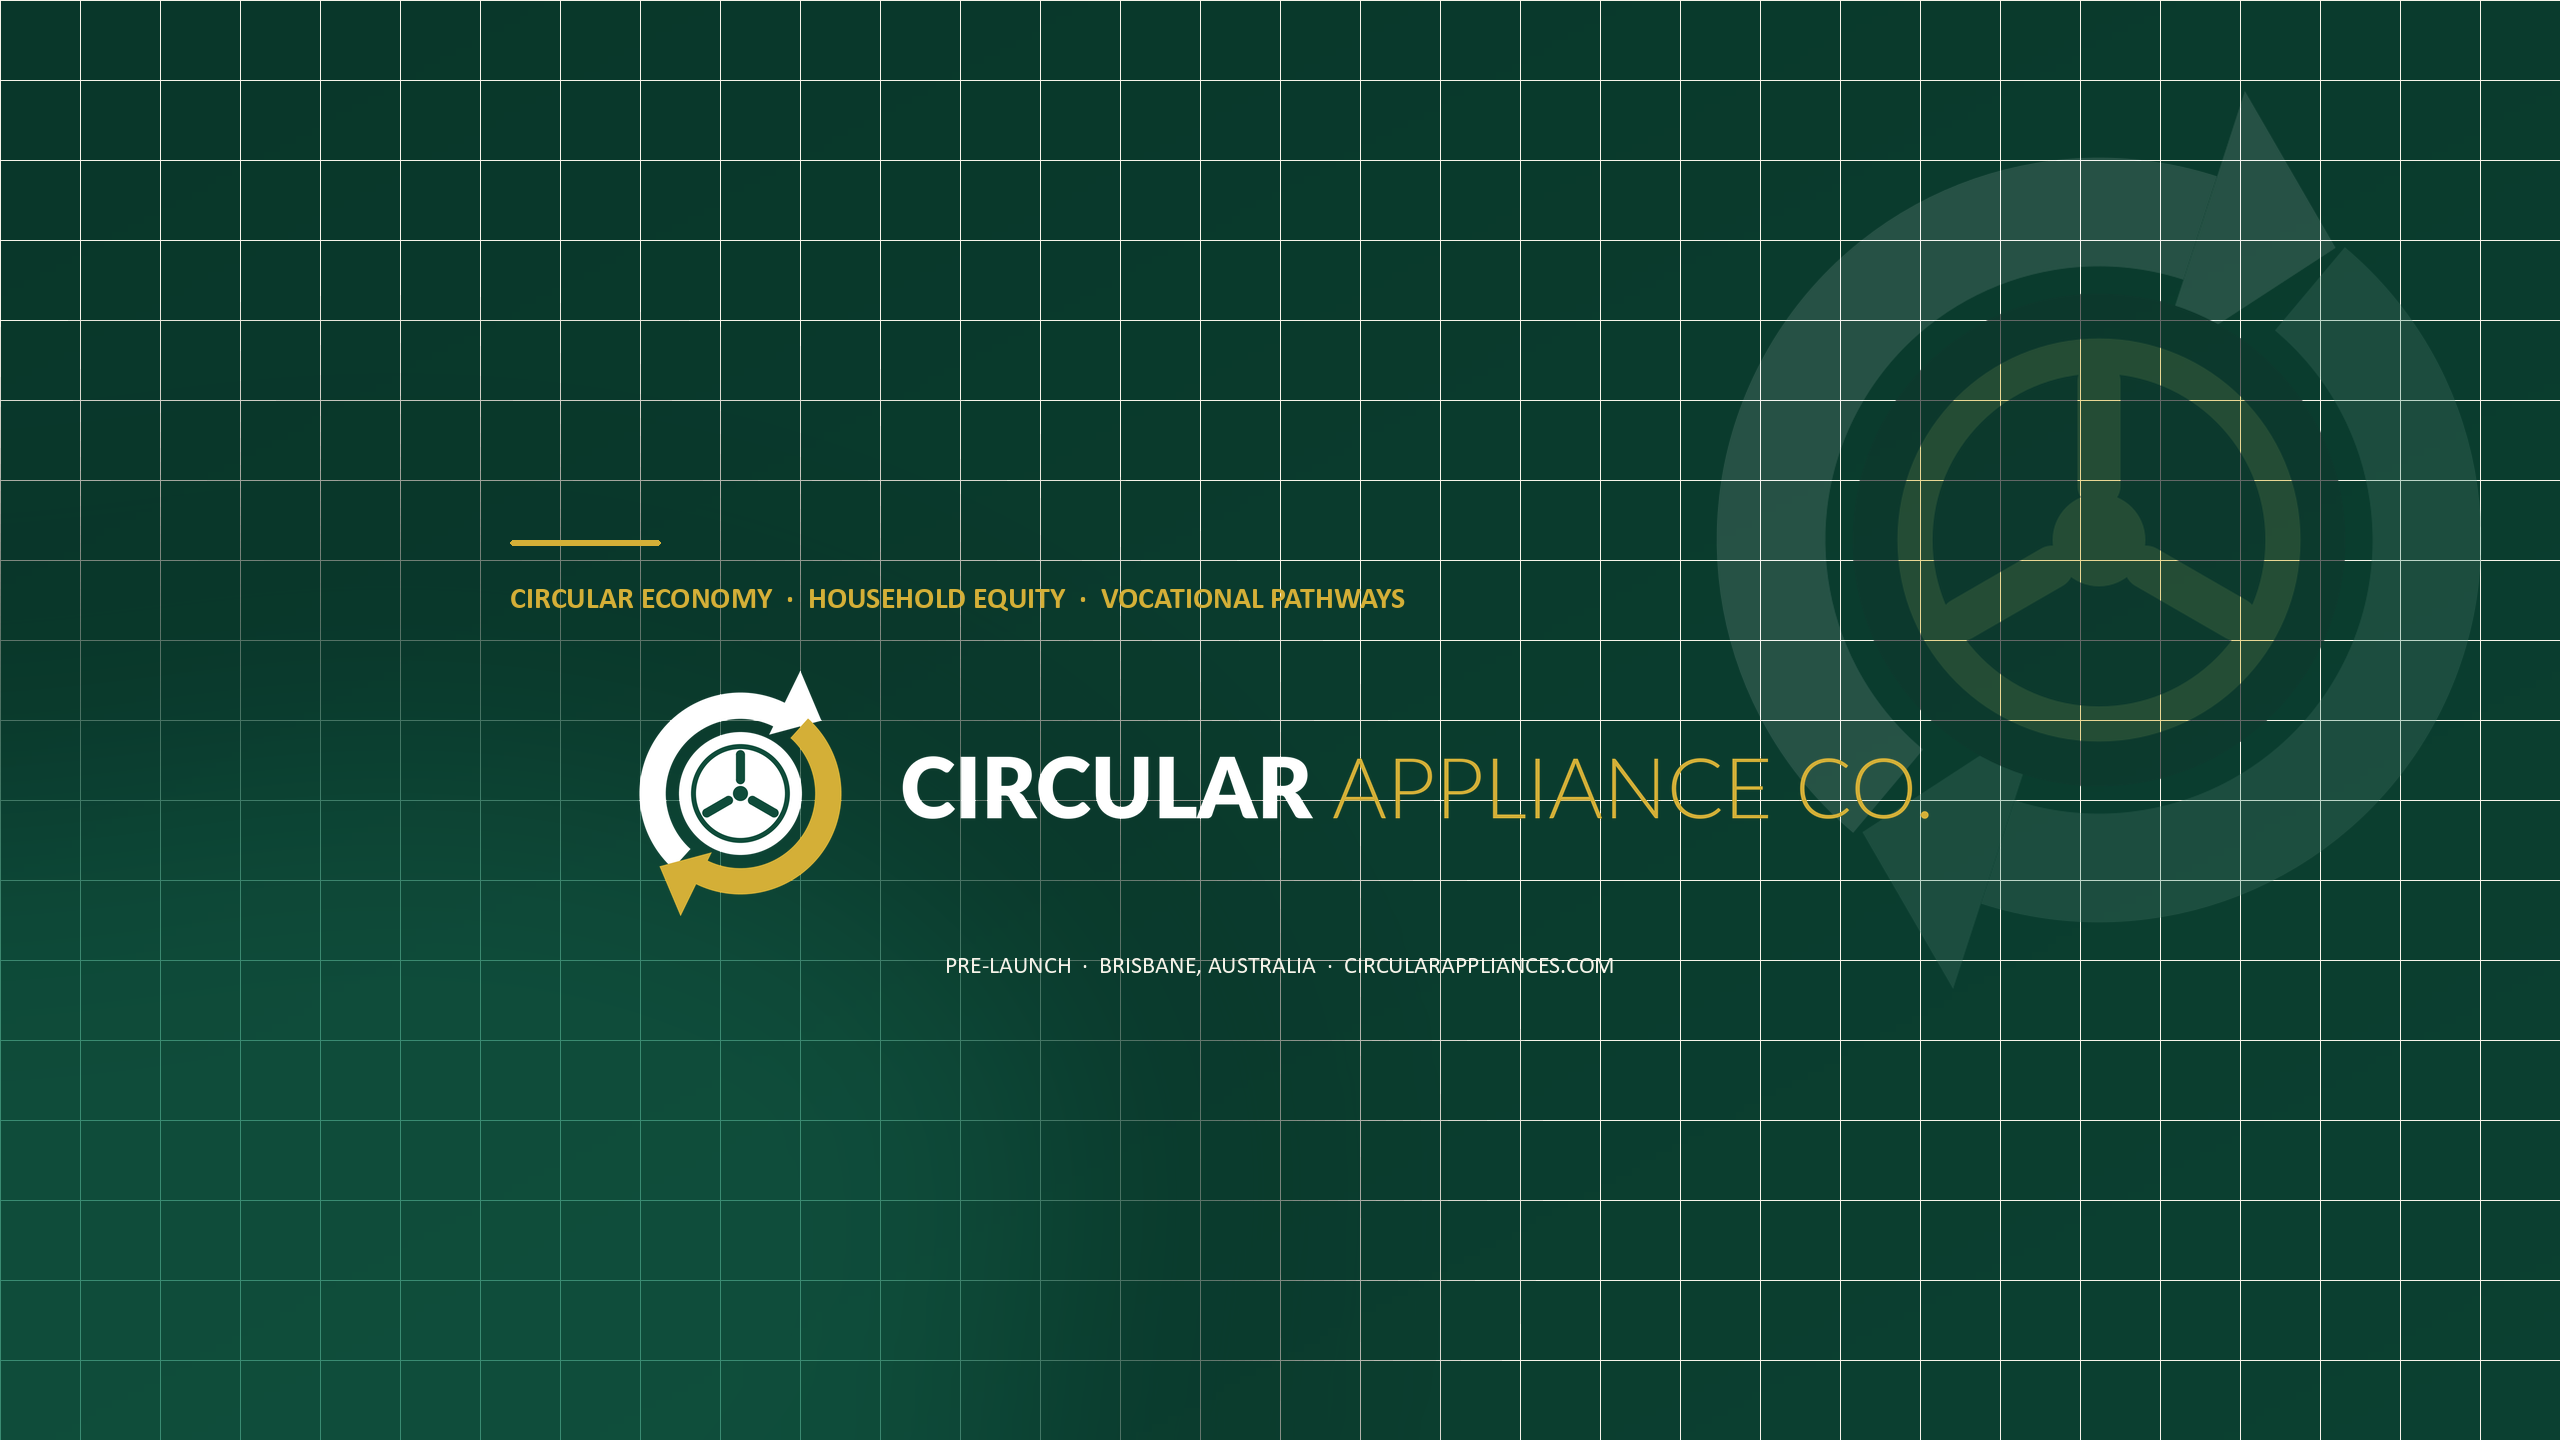 CIRCULAR ECONOMY · HOUSEHOLD EQUITY · VOCATIONAL PATHWAYS
CIRCULAR APPLIANCE CO.
PRE-LAUNCH · BRISBANE, AUSTRALIA · CIRCULARAPPLIANCES.COM